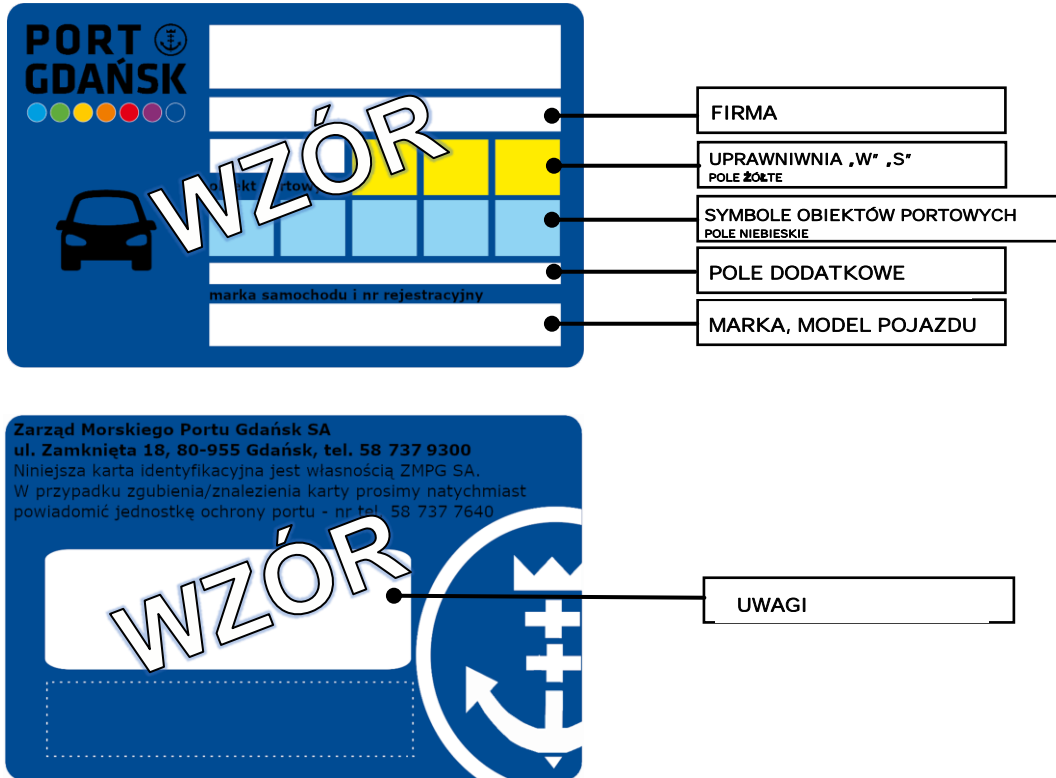 PORT
GDAŃSK
WZÓR
obiekt portowy
marka samochodu i nr rejestracyjny
FIRMA
UPRAWNIWNIA „W” „S”
POLE ŻÓŁTE
SYMBOLE OBIEKTÓW PORTOWYCH
POLE NIEBIESKIE
POLE DODATKOWE
MARKA, MODEL POJAZDU
Zarząd Morskiego Portu Gdańsk SA
ul. Zamknięta 18, 80-955 Gdańsk, tel. 58 737 9300
Niniejsza karta identyfikacyjna jest własnością ZMPG SA.
W przypadku zgubienia/znalezienia karty prosimy natychmiast
powiadomić jednostkę ochrony portu - nr tel. 58 737 7640
WZÓR
UWAGI